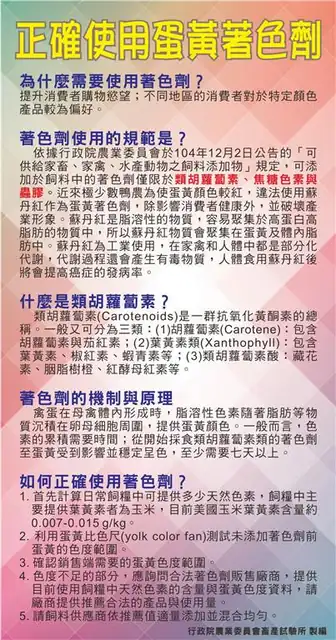 正確使用蛋黃著色劑
為什麼需要使用著色劑？
提升消費者購物慾望；不同地區的消費者對於特定顏色
產品較為偏好。
著色劑使用的規範是？
依據行政院農業委員會於104年12月2日公告的「可
供給家畜、家禽、水產動物之飼料添加物」規定，可添
加於飼料中的著色劑僅限於類胡蘿蔔素、焦糖色素與
蟲膠。近來極少數鴨農為使蛋黃顏色較紅，違法使用蘇
丹紅作為蛋黃著色劑，除影響消費者健康外，並破壞產
業形象。蘇丹紅是脂溶性的物質，容易聚集於高蛋白高
脂肪的物質中，所以蘇丹紅物質會聚集在蛋黃及體內脂
肪中。蘇丹紅為工業使用，在家禽和人體中都是部分化
代謝，代謝過程還會產生有毒物質，人體食用蘇丹紅後
將會提高癌症的發病率。
什麼是類胡蘿蔔素？
類胡蘿蔔素(Carotenoids)是一群抗氧化黃酮素的總
稱。一般又可分為三類：(1)胡蘿蔔素(Carotene)：包含
胡蘿蔔素與茄紅素；(2)葉黃素類(Xanthophyll)：包含
葉黃素、椒紅素、蝦青素等；(3)類胡蘿蔔素酸：藏花
素、胭脂樹橙、紅酵母紅素等。
著色劑的機制與原理
禽蛋在母禽體內形成時，脂溶性色素隨著脂肪等物
質沉積在卵母細胞周圍，提供蛋黃顏色。一般而言，色
素的累積需要時間；從開始採食類胡蘿蔔素類的著色劑
至蛋黃受到影響並穩定呈色，至少需要七天以上。
如何正確使用著色劑？
1. 首先計算日常飼糧中可提供多少天然色素，飼糧中主
要提供葉黃素者為玉米，目前美國玉米葉黃素含量約
0.007-0.015 g/kg。
2. 利用蛋黃比色尺(yolk color fan)測試未添加著色劑前
蛋黃的色度範圍。
3. 確認銷售端需要的蛋黃色度範圍。
4. 色度不足的部分，應詢問合法著色劑販售廠商，提供
目前使用飼糧中天然色素的含量與蛋黃色度資料，請
廠商提供推薦合法的產品與使用量。
5. 請飼料供應商依推薦值適量添加並混合均勻。
行政院農業委員會畜產試驗所 製編